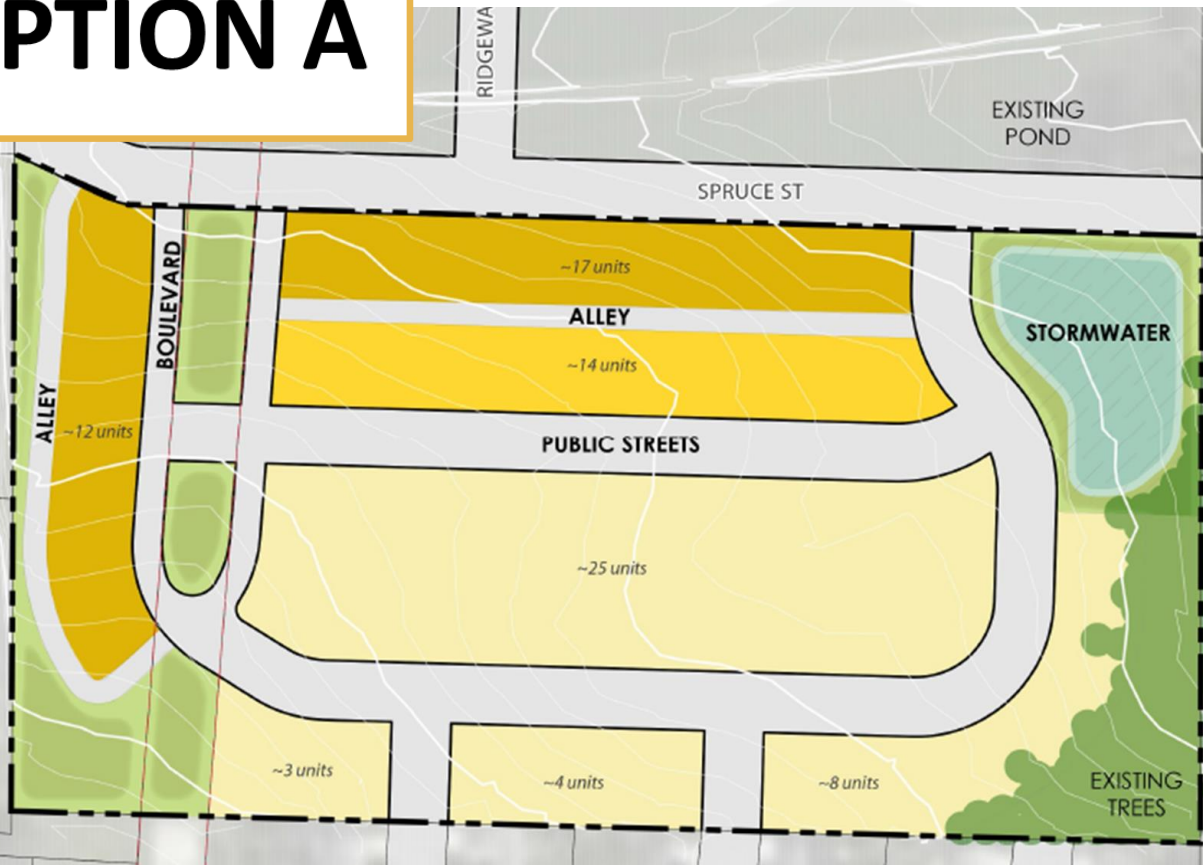 PTION A
RIDGEWA
EXISTING
POND
SPRUCE ST
~17 units
BOULEVARD
ALLEY
STORMWATER
~14 units
ALLEY
~12 units
PUBLIC STREETS
~25 units
~3 units
~4 units
~8 units
EXISTING
TREES